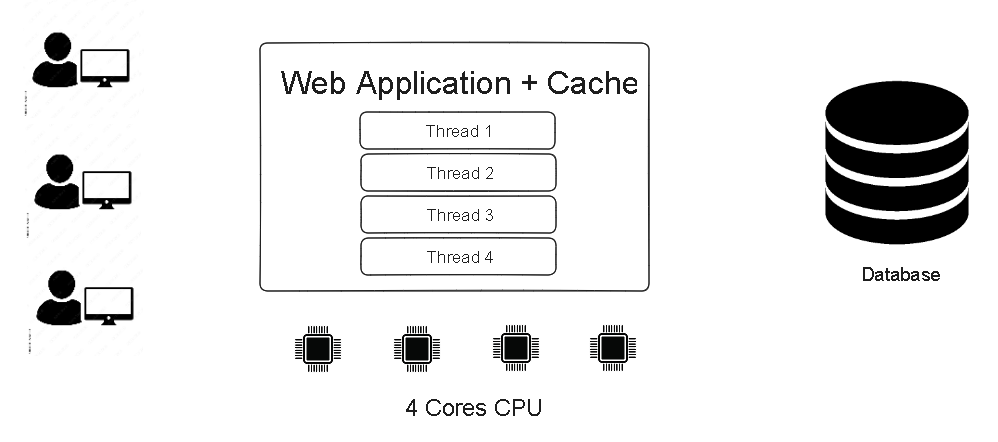 Web Application + Cache
Thread 1
Thread 2
Thread 3
Thread 4
Database
4 Cores CPU